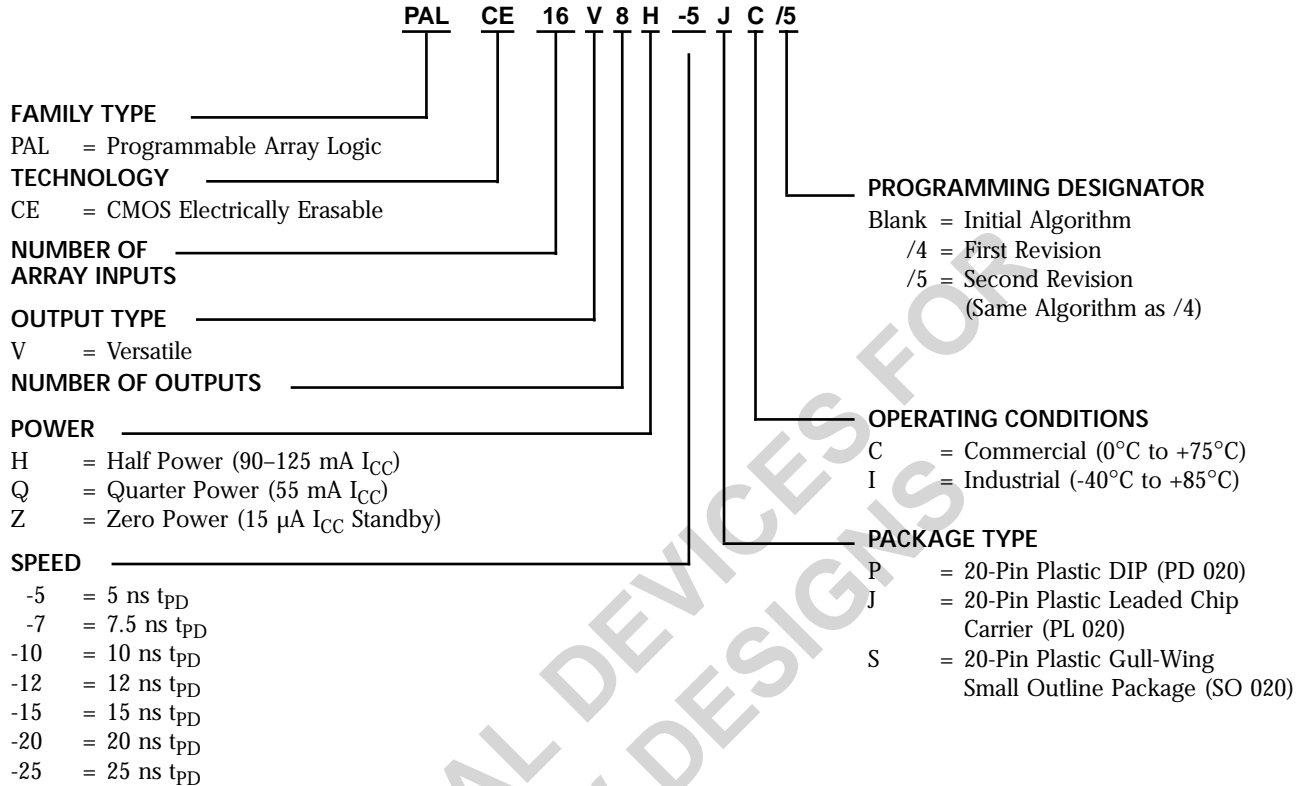 PAL CE 16 V 8 H -5 J C /5
FAMILY TYPE
PAL = Programmable Array Logic
TECHNOLOGY
CE = CMOS Electrically Erasable
NUMBER OF
ARRAY INPUTS
OUTPUT TYPE
V = Versatile
NUMBER OF OUTPUTS
POWER
H = Half Power (90–125 mA ICC)
Q = Quarter Power (55 mA ICC)
Z = Zero Power (15 µA ICC Standby)
SPEED
-5 = 5 ns tPD
-7 = 7.5 ns tPD
-10 = 10 ns tPD
-12 = 12 ns tPD
-15 = 15 ns tPD
-20 = 20 ns tPD
-25 = 25 ns tPD
PROGRAMMING DESIGNATOR
Blank = Initial Algorithm
/4 = First Revision
/5 = Second Revision
(Same Algorithm as /4)
OPERATING CONDITIONS
C = Commercial (0°C to +75°C)
I = Industrial (-40°C to +85°C)
PACKAGE TYPE
P = 20-Pin Plastic DIP (PD 020)
J = 20-Pin Plastic Leaded Chip
Carrier (PL 020)
S = 20-Pin Plastic Gull-Wing
Small Outline Package (SO 020)
AL DEVICES FOR
DESIGNS